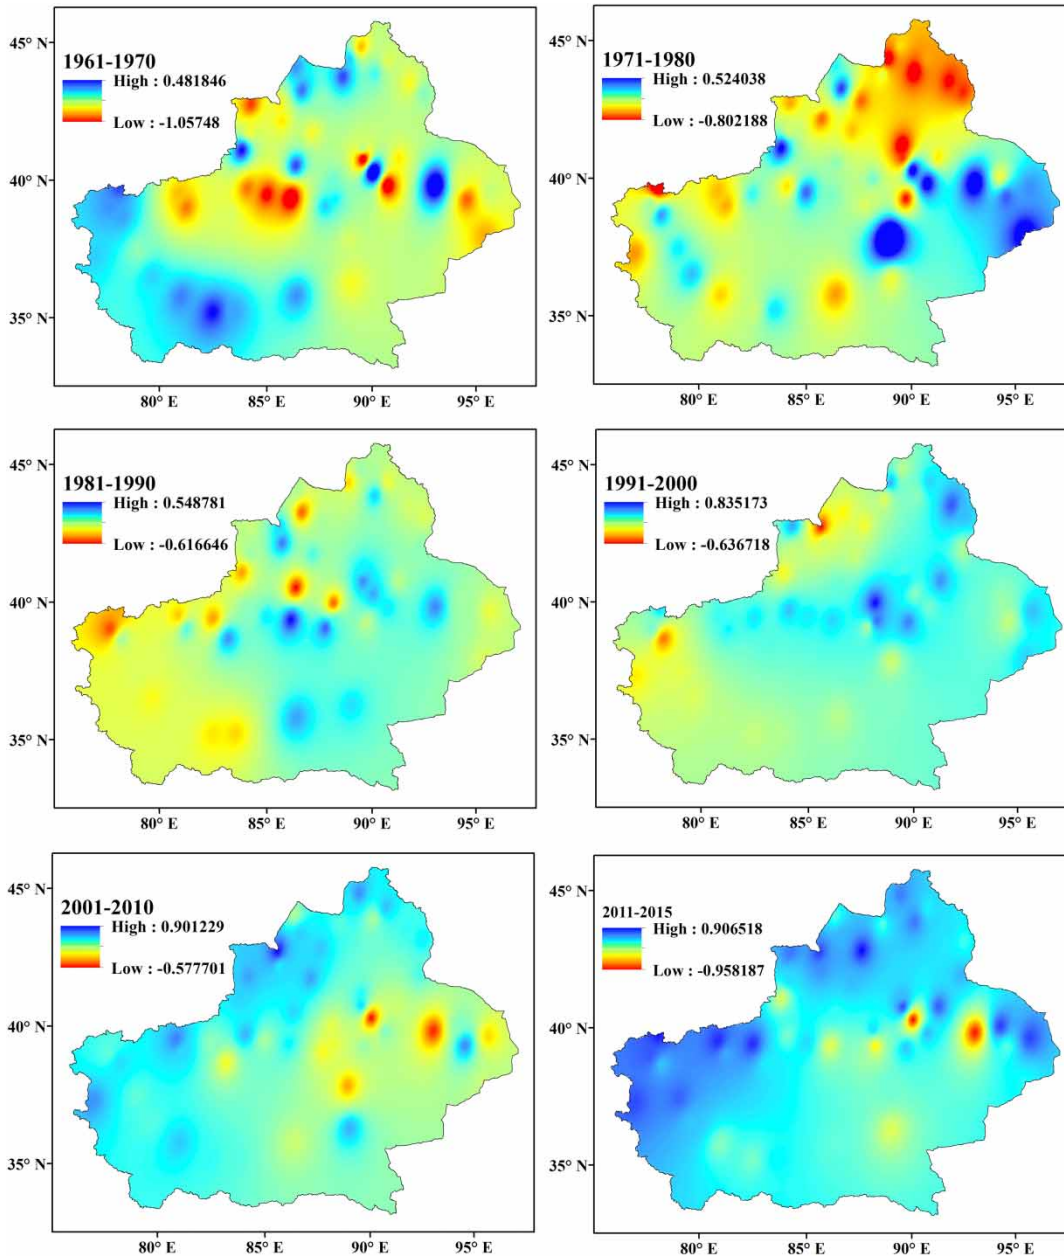 45° N
1961-1970
High : 0.481846
Low : -1.05748
40° N
35° N
80° E 85° E 90° E 95° E
45° N
1971-1980
High : 0.524038
Low : -0.802188
40° N
35° N
80° E 85° E 90° E 95° E
45° N
1981-1990
High : 0.548781
Low : -0.616646
40° N
35° N
80° E 85° E 90° E 95° E
45° N
1991-2000
High : 0.835173
Low : -0.636718
40° N
35° N
80° E 85° E 90° E 95° E
45° N
2001-2010
High : 0.901229
Low : -0.577701
40° N
35° N
80° E 85° E 90° E 95° E
45° N
2011-2015
High : 0.906518
Low : -0.958187
40° N
35° N
80° E 85° E 90° E 95° E